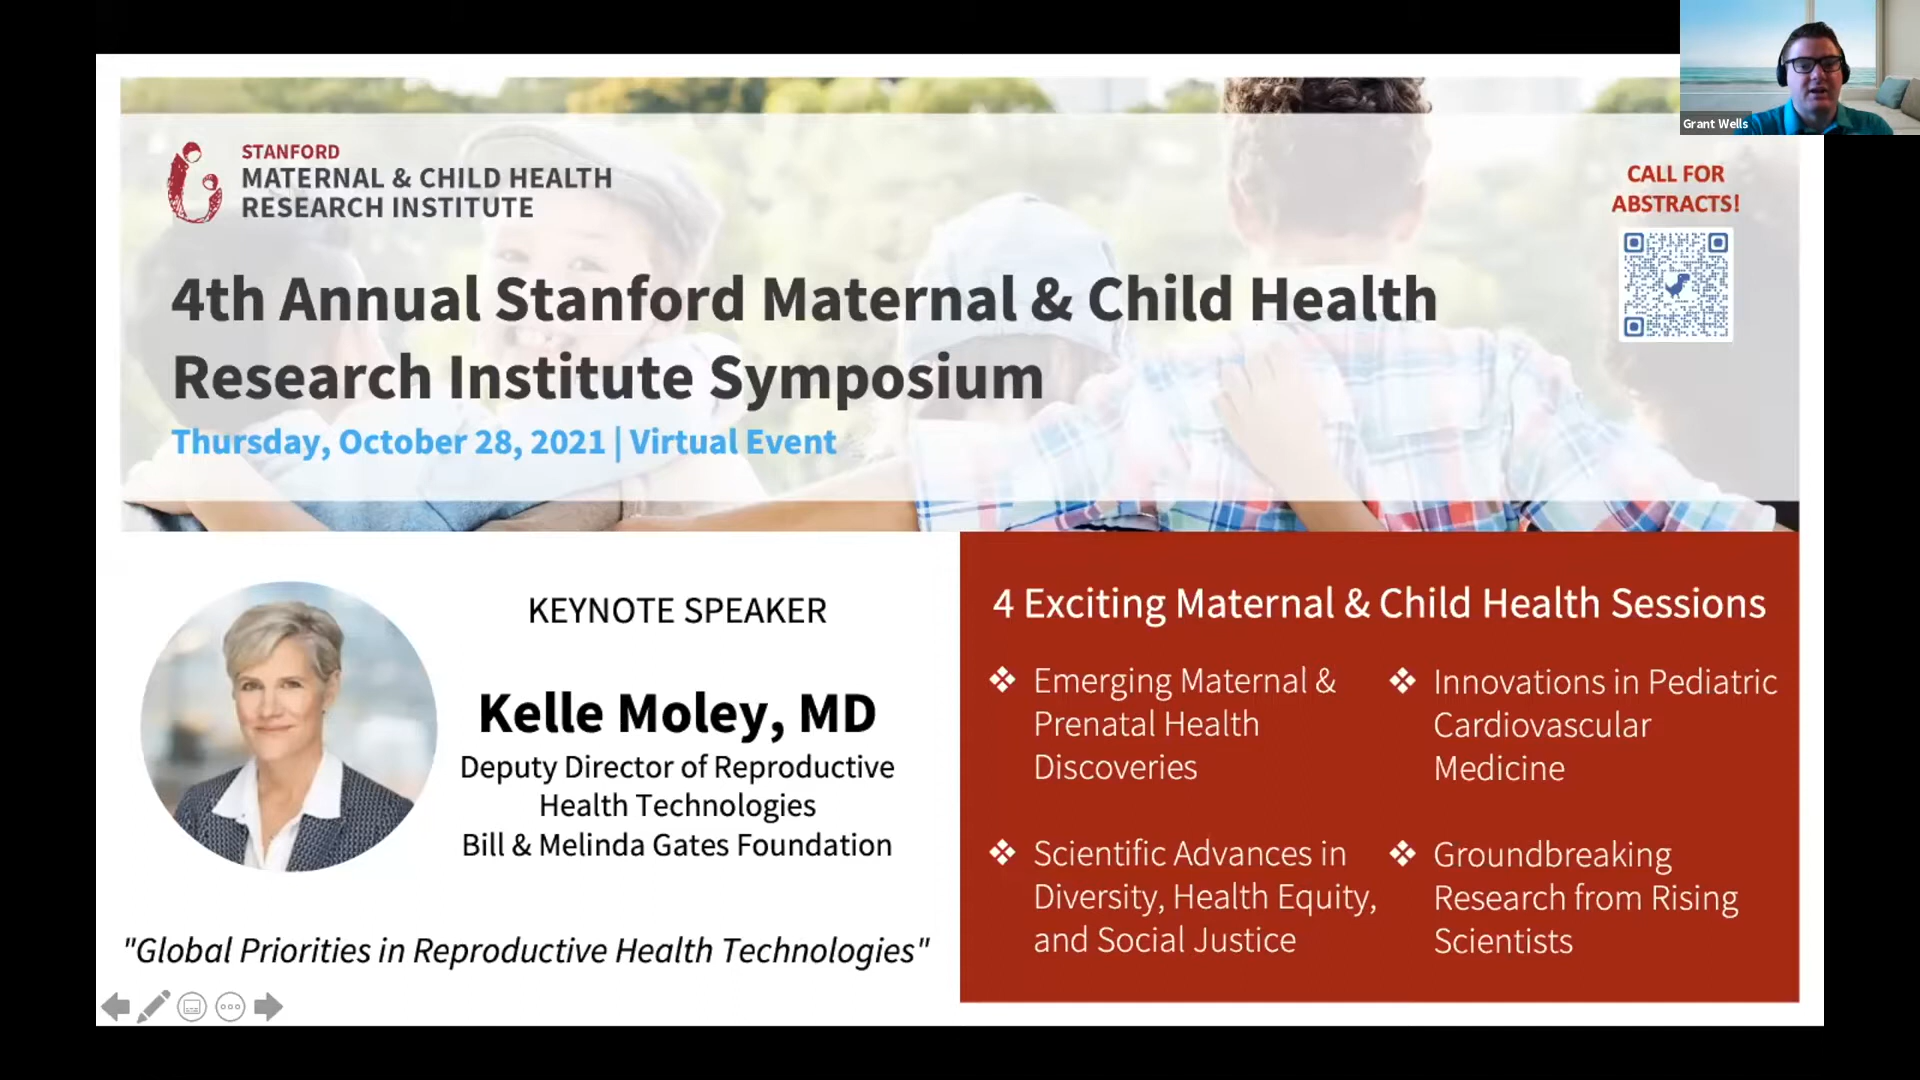 Grant Wells
STANFORD
MATERNAL & CHILD HEALTH
RESEARCH INSTITUTE
CALL FOR
ABSTRACTS!
4th Annual Stanford Maternal & Child Health
Research Institute Symposium
Thursday, October 28, 2021 | Virtual Event
KEYNOTE SPEAKER
Kelle Moley, MD
Deputy Director of Reproductive
Health Technologies
Bill & Melinda Gates Foundation
"Global Priorities in Reproductive Health Technologies"
4 Exciting Maternal & Child Health Sessions
Emerging Maternal &
Prenatal Health
Discoveries
Scientific Advances in
Diversity, Health Equity,
and Social Justice
Innovations in Pediatric
Cardiovascular
Medicine
Groundbreaking
Research from Rising
Scientists